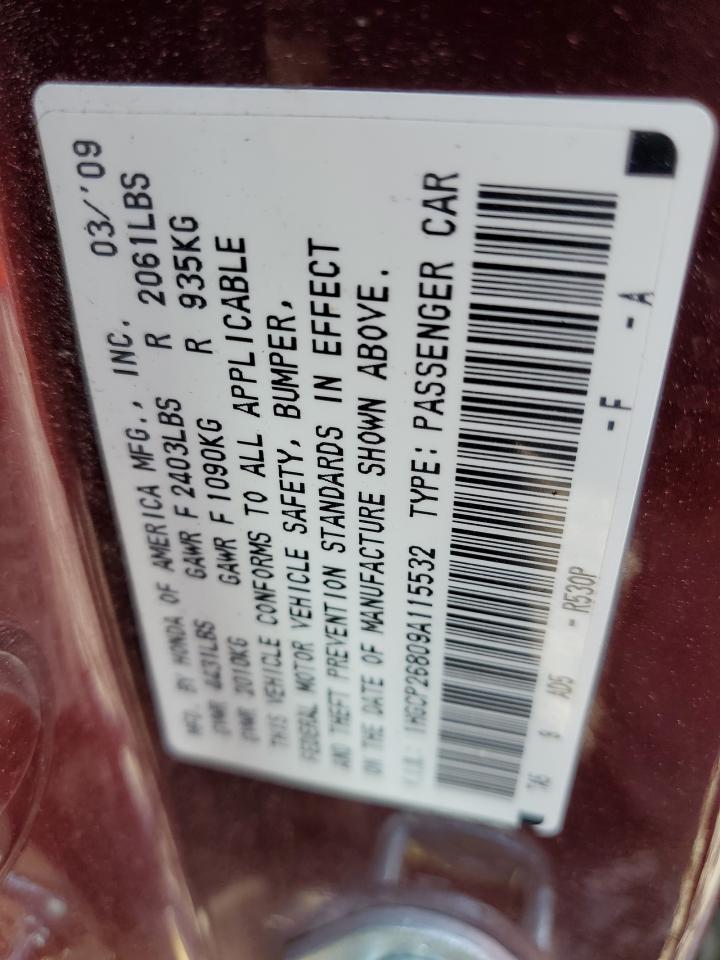 MFG. BY HONDA OF AMERICA MFG., INC. 03/'09
GVWR 4431LBS GAWR F 2403LBS R 2061LBS
GVWR 2010KG GAWR F 1090KG R 935KG
THIS VEHICLE CONFORMS TO ALL APPLICABLE
FEDERAL MOTOR VEHICLE SAFETY, BUMPER,
AND THEFT PREVENTION STANDARDS IN EFFECT
ON THE DATE OF MANUFACTURE SHOWN ABOVE.
V.I.N.: 1HGCP26809A115532 TYPE: PASSENGER CAR
B AD5 - R530P - F - A